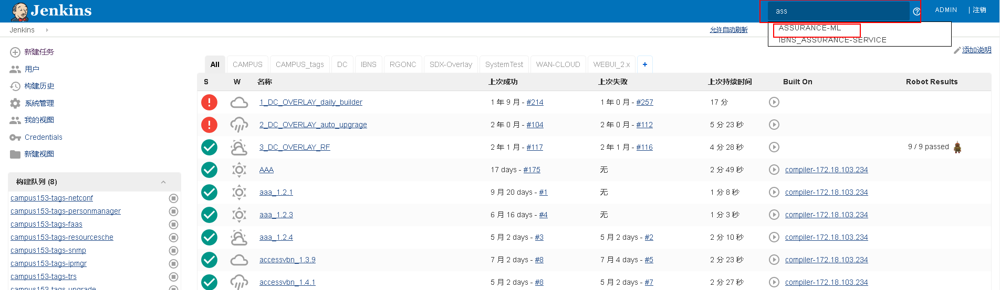 Jenkins
ass
ADMIN | 注销
ASSURANCE-ML
IBNS_ASSURANCE-SERVICE
Jenkins
允许自动刷新
添加说明
新建任务
用户
构建历史
系统管理
我的视图
Credentials
新建视图
构建队列 (8)
campus153-tags-netconf
campus153-tags-personmanager
campus153-tags-faas
campus153-tags-resourcesche
campus153-tags-snmp
campus153-tags-ipmgr
campus153-tags-trs
campus153-tags-upgrade
All CAMPUS CAMPUS_tags DC IBNS RGONC SDX-Overlay SystemTest WAN-CLOUD WEBUI_2.x +
S W 名称 上次成功 上次失败 上次持续时间 Built On Robot Results
1_DC_OVERLAY_daily_builder 1 年 9 月 - #214 1 年 0 月 - #257 17 分
2_DC_OVERLAY_auto_upgrage 2 年 0 月 - #104 2 年 0 月 - #112 5 分 23 秒
3_DC_OVERLAY_RF 2 年 1 月 - #117 2 年 1 月 - #116 4 分 28 秒 9 / 9 passed
AAA 17 days - #175 无 2 分 49 秒 compiler-172.18.103.234
aaa_1.2.1 9 月 20 days - #1 无 1 分 8 秒 compiler-172.18.103.234
aaa_1.2.3 6 月 16 days - #4 无 1 分 3 秒 compiler-172.18.103.234
aaa_1.2.4 5 月 2 days - #3 5 月 2 days - #2 2 分 10 秒 compiler-172.18.103.234
accessvbn_1.3.9 7 月 2 days - #8 7 月 4 days - #5 2 分 23 秒 compiler-172.18.103.234
accessvbn_1.4.1 5 月 2 days - #8 5 月 2 days - #7 2 分 27 秒 compiler-172.18.103.234